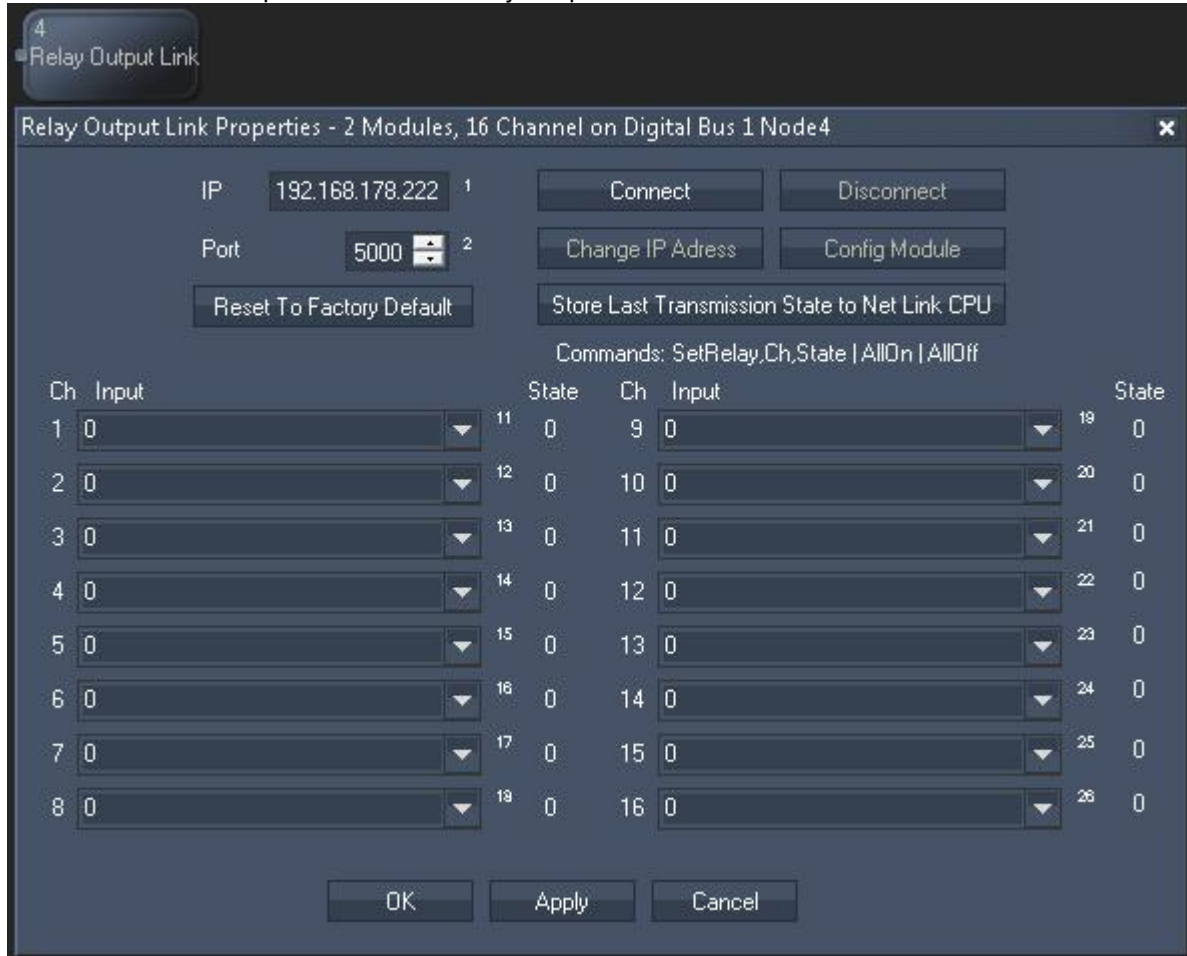 4
Relay Output Link
Relay Output Link Properties - 2 Modules, 16 Channel on Digital Bus 1 Node4
IP 192.168.178.222 1 Connect Disconnect
Port 5000 2 Change IP Adress Config Module
Reset To Factory Default Store Last Transmission State to Net Link CPU
Commands: SetRelay,Ch,State | AllOn | AllOff
Ch Input State Ch Input State
1 0 11 0 9 0 19 0
2 0 12 0 10 0 20 0
3 0 13 0 11 0 21 0
4 0 14 0 12 0 22 0
5 0 15 0 13 0 23 0
6 0 16 0 14 0 24 0
7 0 17 0 15 0 25 0
8 0 18 0 16 0 26 0
OK Apply Cancel